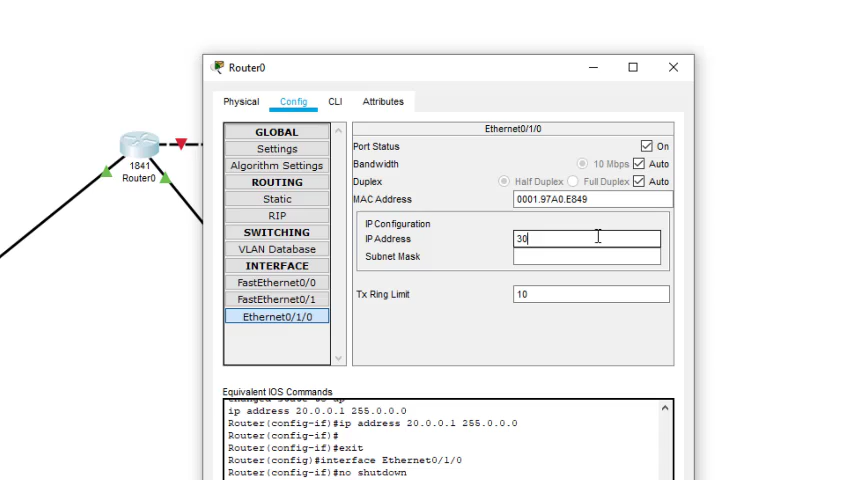 Router0
Physical Config CLI Attributes
GLOBAL
Settings
Algorithm Settings
ROUTING
Static
RIP
SWITCHING
VLAN Database
INTERFACE
FastEthernet0/0
FastEthernet0/1
Ethernet0/1/0
Ethernet0/1/0
Port Status On
Bandwidth 10 Mbps Auto
Duplex Half Duplex Full Duplex Auto
MAC Address 0001.97A0.E849
IP Configuration
IP Address 30
Subnet Mask
Tx Ring Limit 10
1841
Router0
Equivalent IOS Commands
changed state to up
ip address 20.0.0.1 255.0.0.0
Router(config-if)#ip address 20.0.0.1 255.0.0.0
Router(config-if)#
Router(config-if)#exit
Router(config)#interface Ethernet0/1/0
Router(config-if)#no shutdown